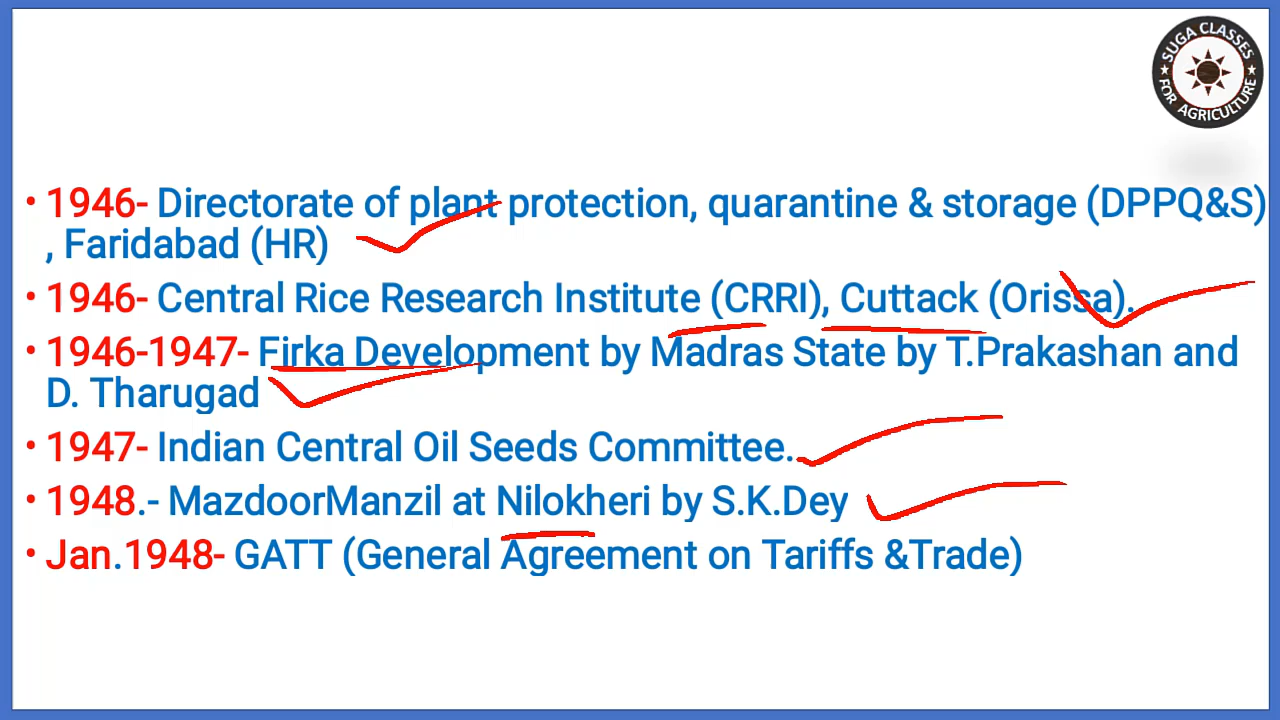 SUGA CLASSES
FOR AGRICULTURE
• 1946- Directorate of plant protection, quarantine & storage (DPPQ&S)
, Faridabad (HR)
• 1946- Central Rice Research Institute (CRRI), Cuttack (Orissa).
• 1946-1947- Firka Development by Madras State by T.Prakashan and
D. Tharugad
• 1947- Indian Central Oil Seeds Committee.
• 1948.- MazdoorManzil at Nilokheri by S.K.Dey
• Jan.1948- GATT (General Agreement on Tariffs &Trade)